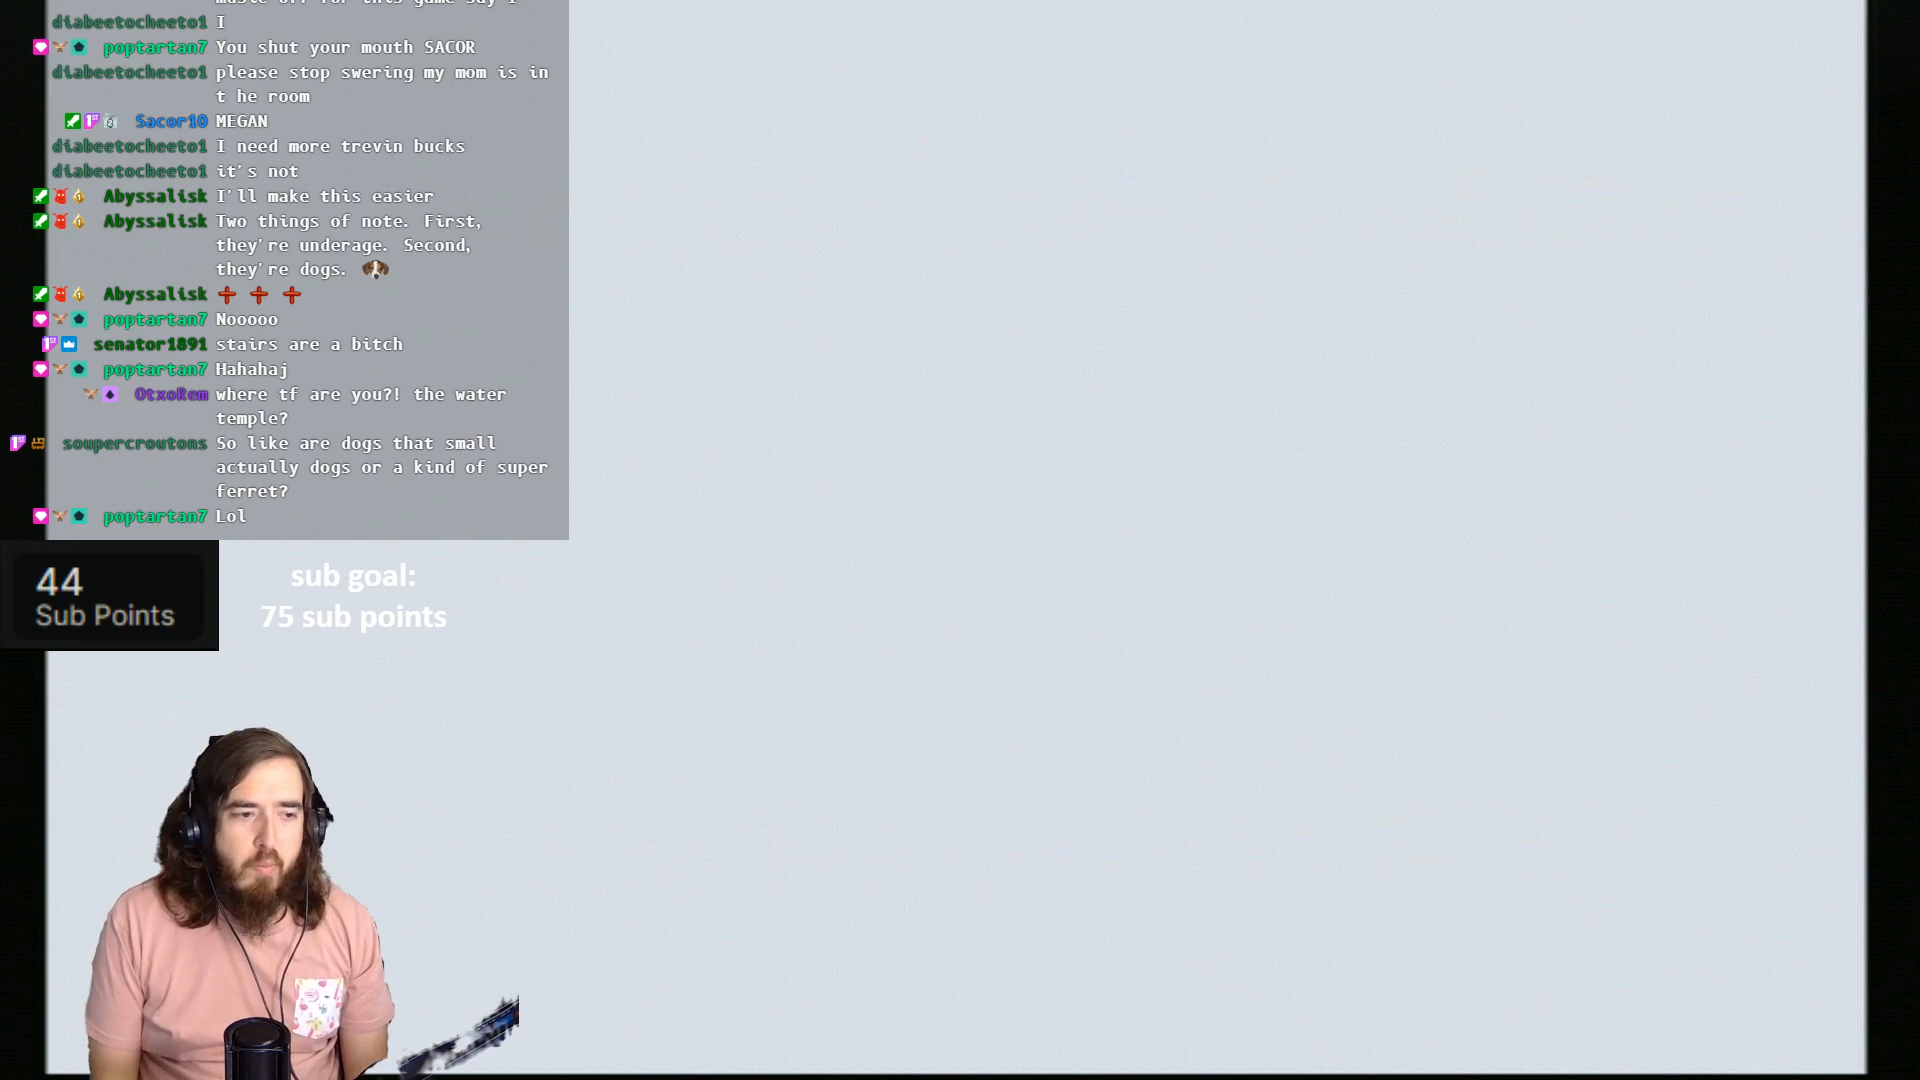 diabeetocheeto1 I
poptartan7 You shut your mouth SACOR
diabeetocheeto1 please stop swering my mom is in
t he room
Sacor10 MEGAN
diabeetocheeto1 I need more trevin bucks
diabeetocheeto1 it's not
Abyssalisk I'll make this easier
Abyssalisk Two things of note. First,
they're underage. Second,
they're dogs.
Abyssalisk
poptartan7 Nooooo
senator1891 stairs are a bitch
poptartan7 Hahahaj
OtxoRem where tf are you?! the water
temple?
soupercroutons So like are dogs that small
actually dogs or a kind of super
ferret?
poptartan7 Lol
44
Sub Points
sub goal:
75 sub points